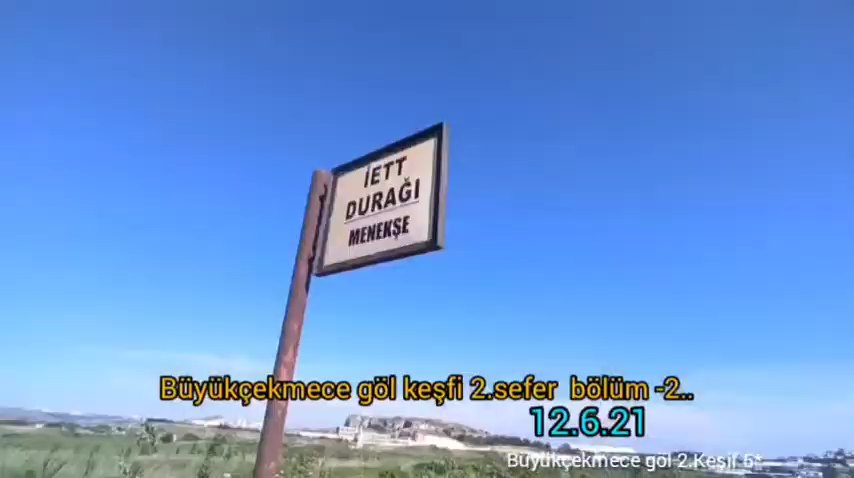 İETT
DURAĞI
MENEKŞE
Büyükçekmece göl keşfi 2.sefer bölüm -2..
12.6.21
Büyükçekmece göl 2.Keşif 5*